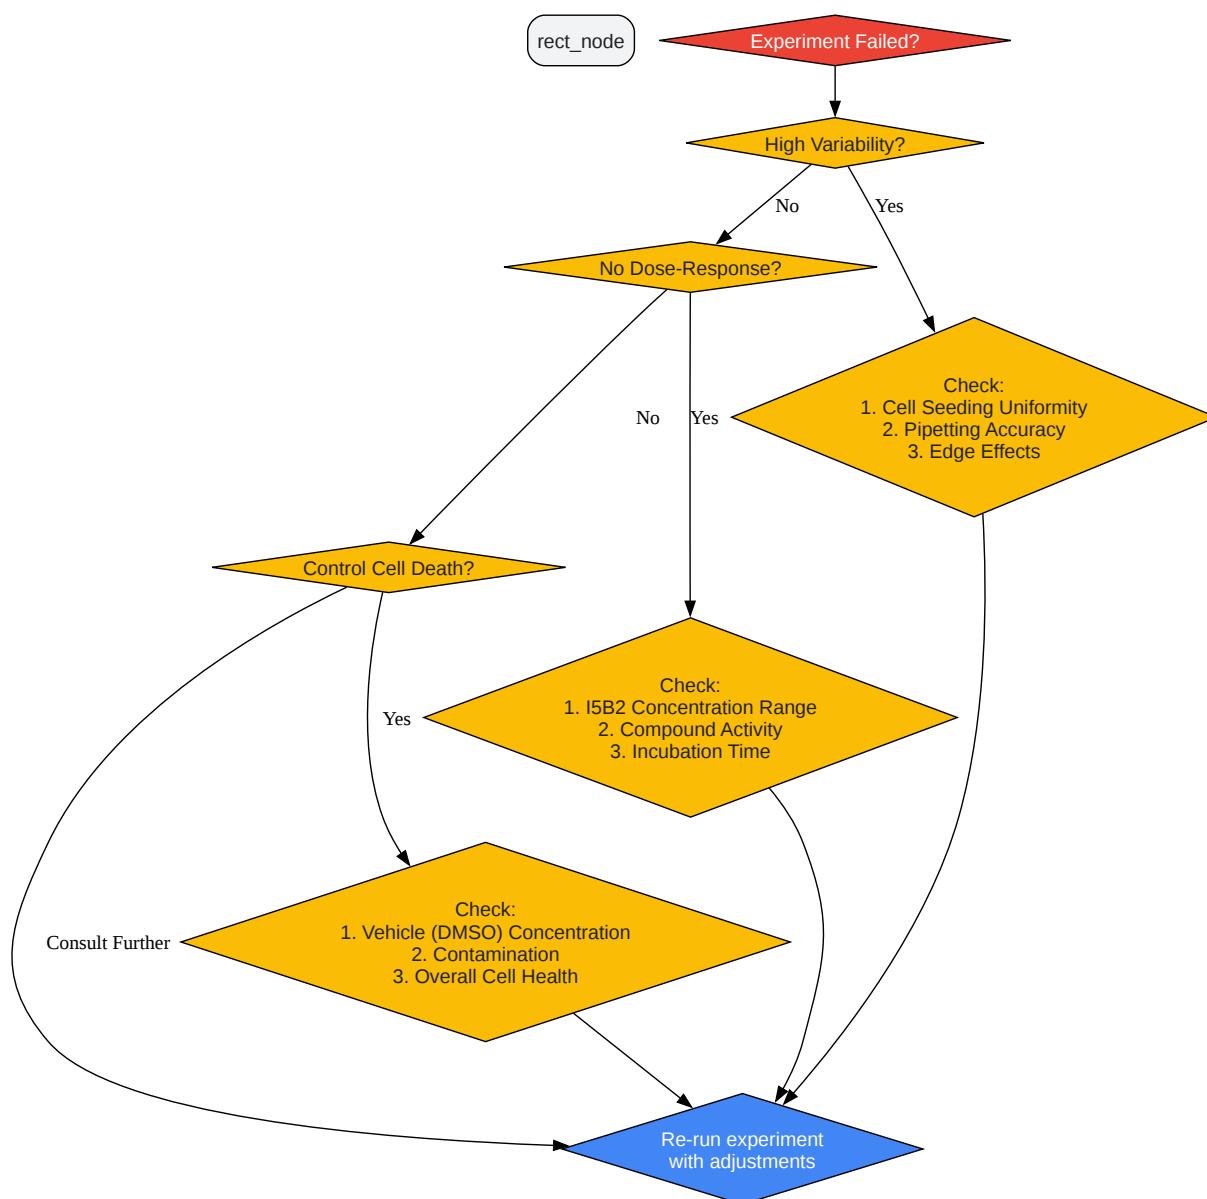 rect_node
Experiment Failed?
High Variability?
No
Yes
No Dose-Response?
Check:
1. Cell Seeding Uniformity
2. Pipetting Accuracy
3. Edge Effects
No
Yes
Control Cell Death?
Check:
1. I5B2 Concentration Range
2. Compound Activity
3. Incubation Time
Yes
Check:
1. Vehicle (DMSO) Concentration
2. Contamination
3. Overall Cell Health
Consult Further
Re-run experiment
with adjustments